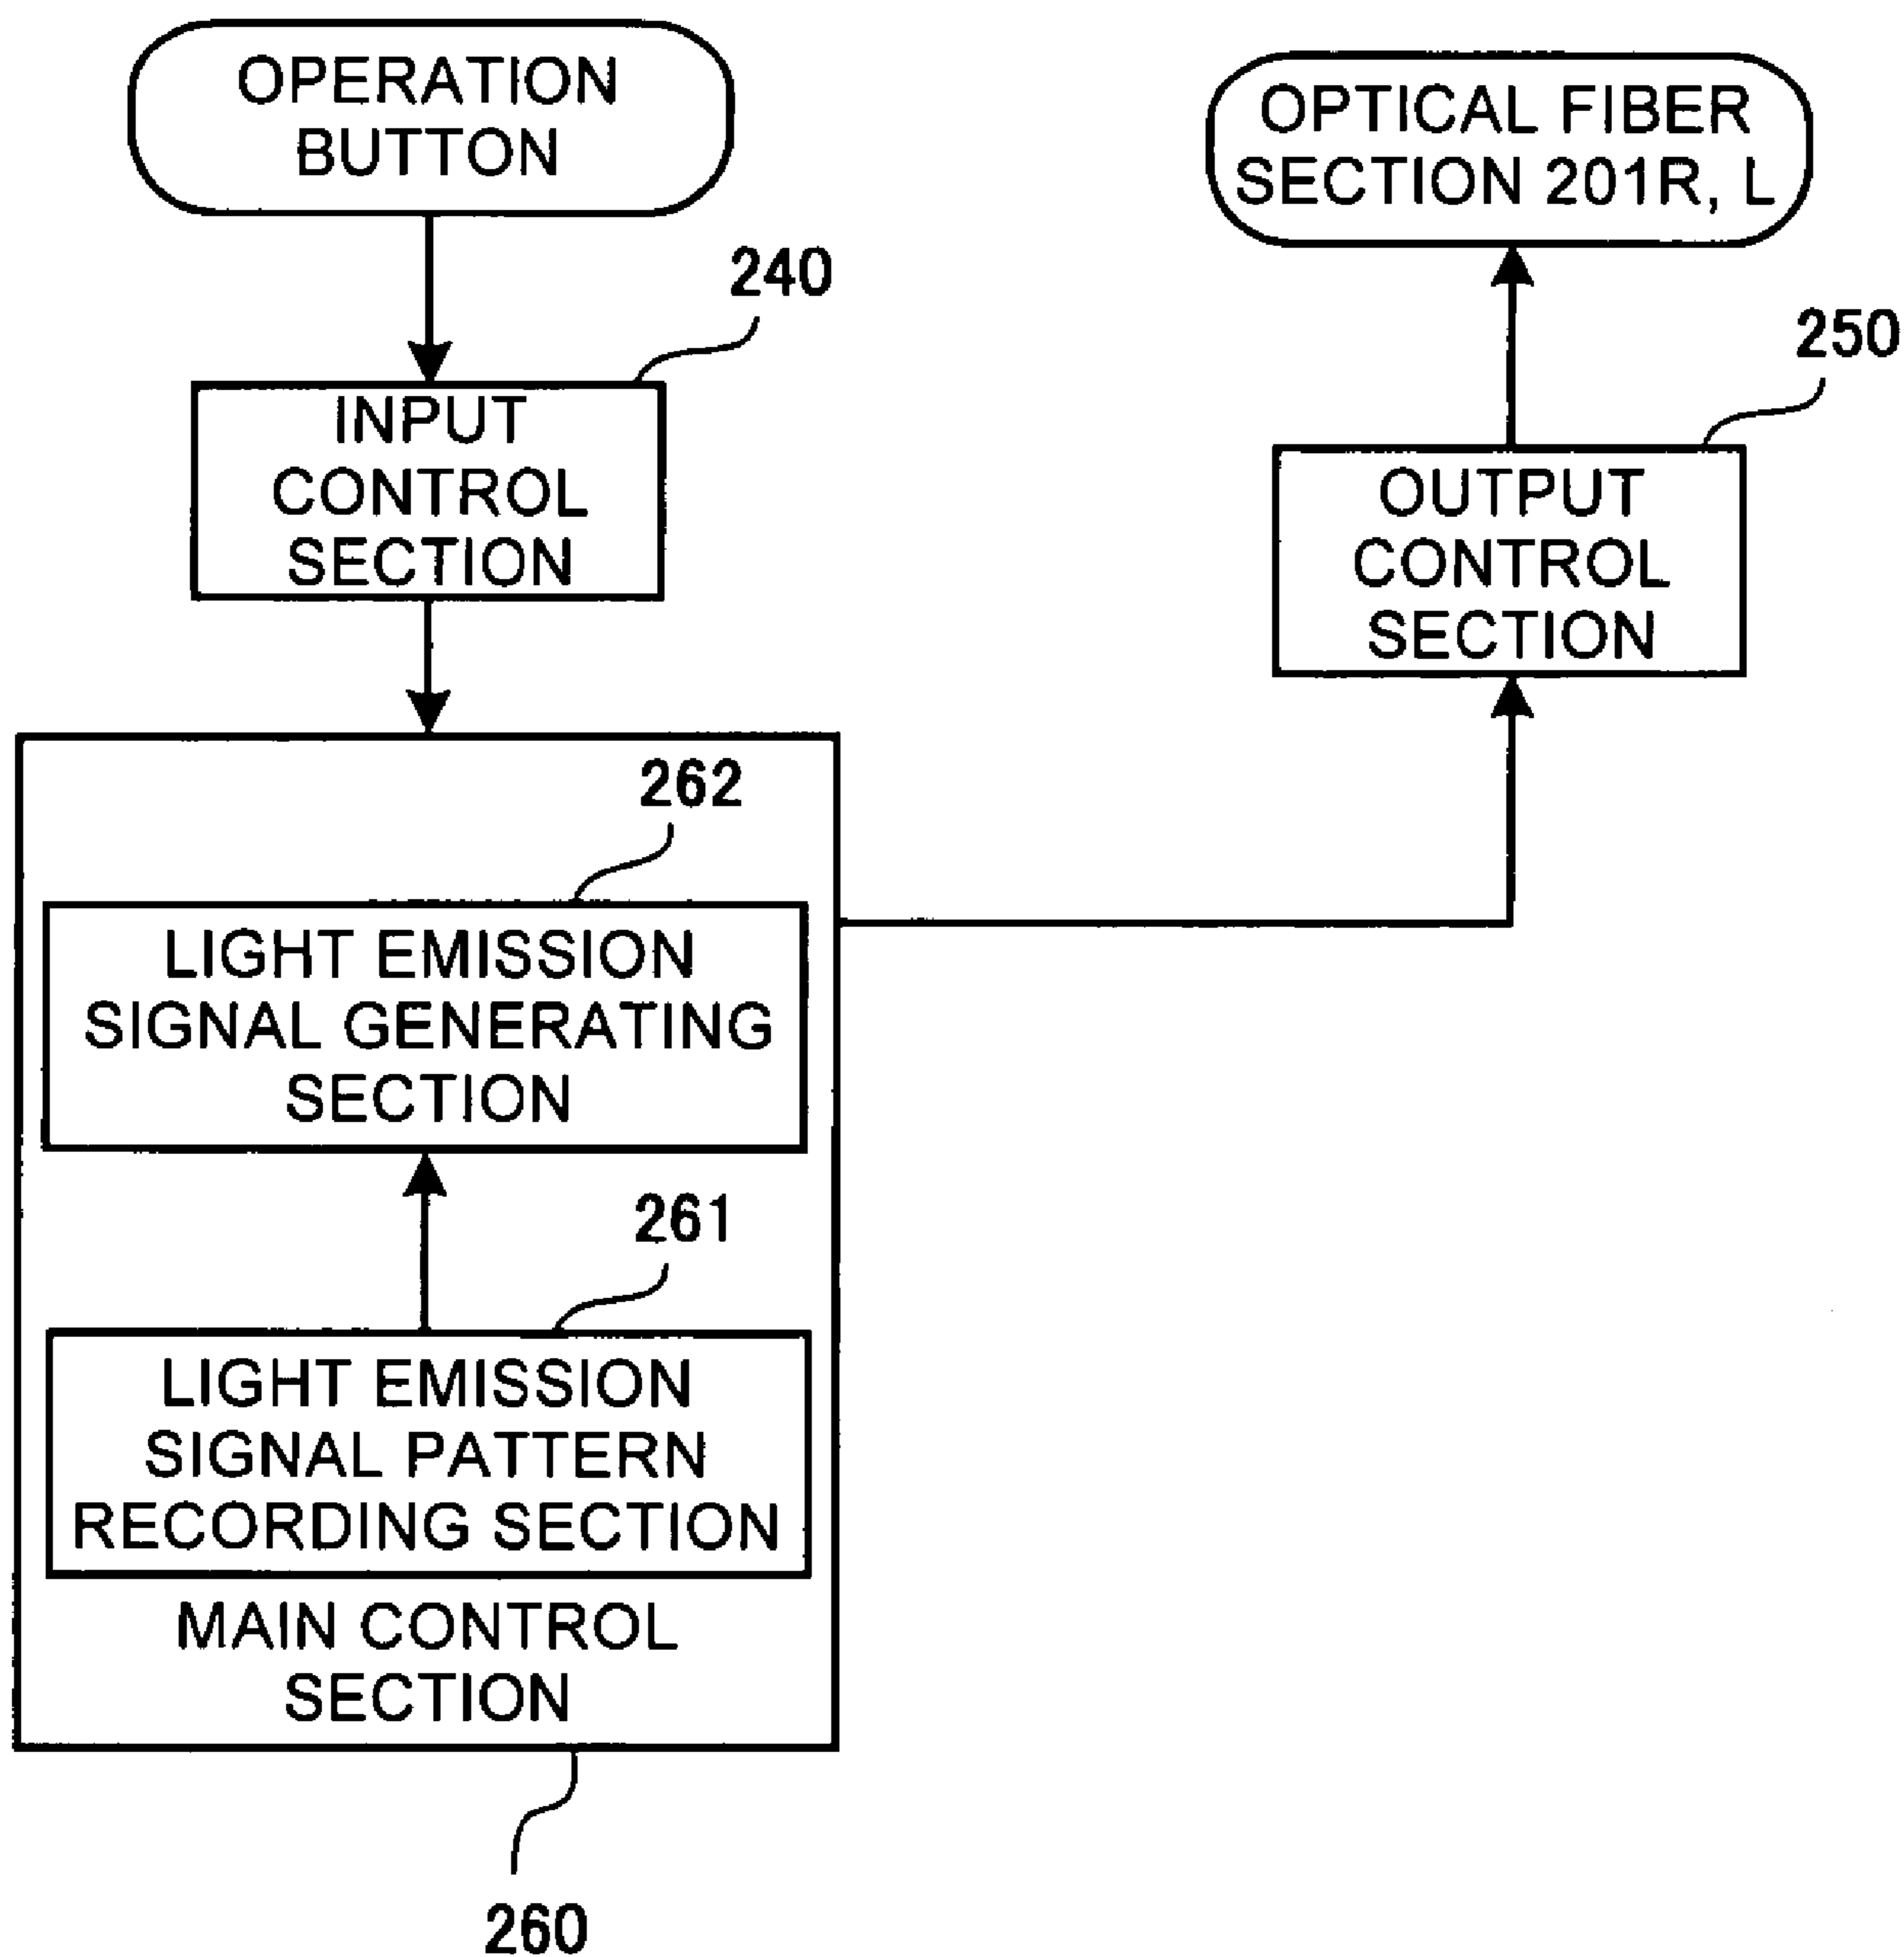 OPERATION
BUTTON
240
INPUT
CONTROL
SECTION
262
LIGHT EMISSION
SIGNAL GENERATING
SECTION
261
LIGHT EMISSION
SIGNAL PATTERN
RECORDING SECTION
MAIN CONTROL
SECTION
260
OPTICAL FIBER
SECTION 201R, L
250
OUTPUT
CONTROL
SECTION